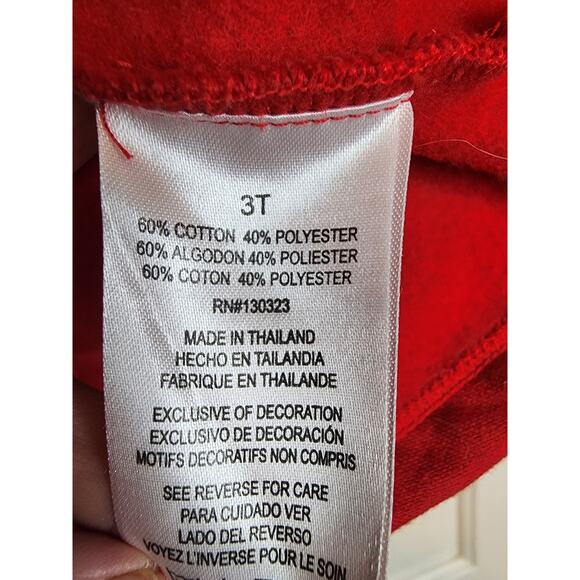 3T
60% COTTON 40% POLYESTER
60% ALGODON 40% POLIESTER
60% COTON 40% POLYESTER
RN#130323
MADE IN THAILAND
HECHO EN TAILANDIA
FABRIQUE EN THAILANDE
EXCLUSIVE OF DECORATION
EXCLUSIVO DE DECORACIÓN
MOTIFS DECORATIFS NON COMPRIS
SEE REVERSE FOR CARE
PARA CUIDADO VER
LADO DEL REVERSO
VOYEZ L'INVERSE POUR LE SOIN